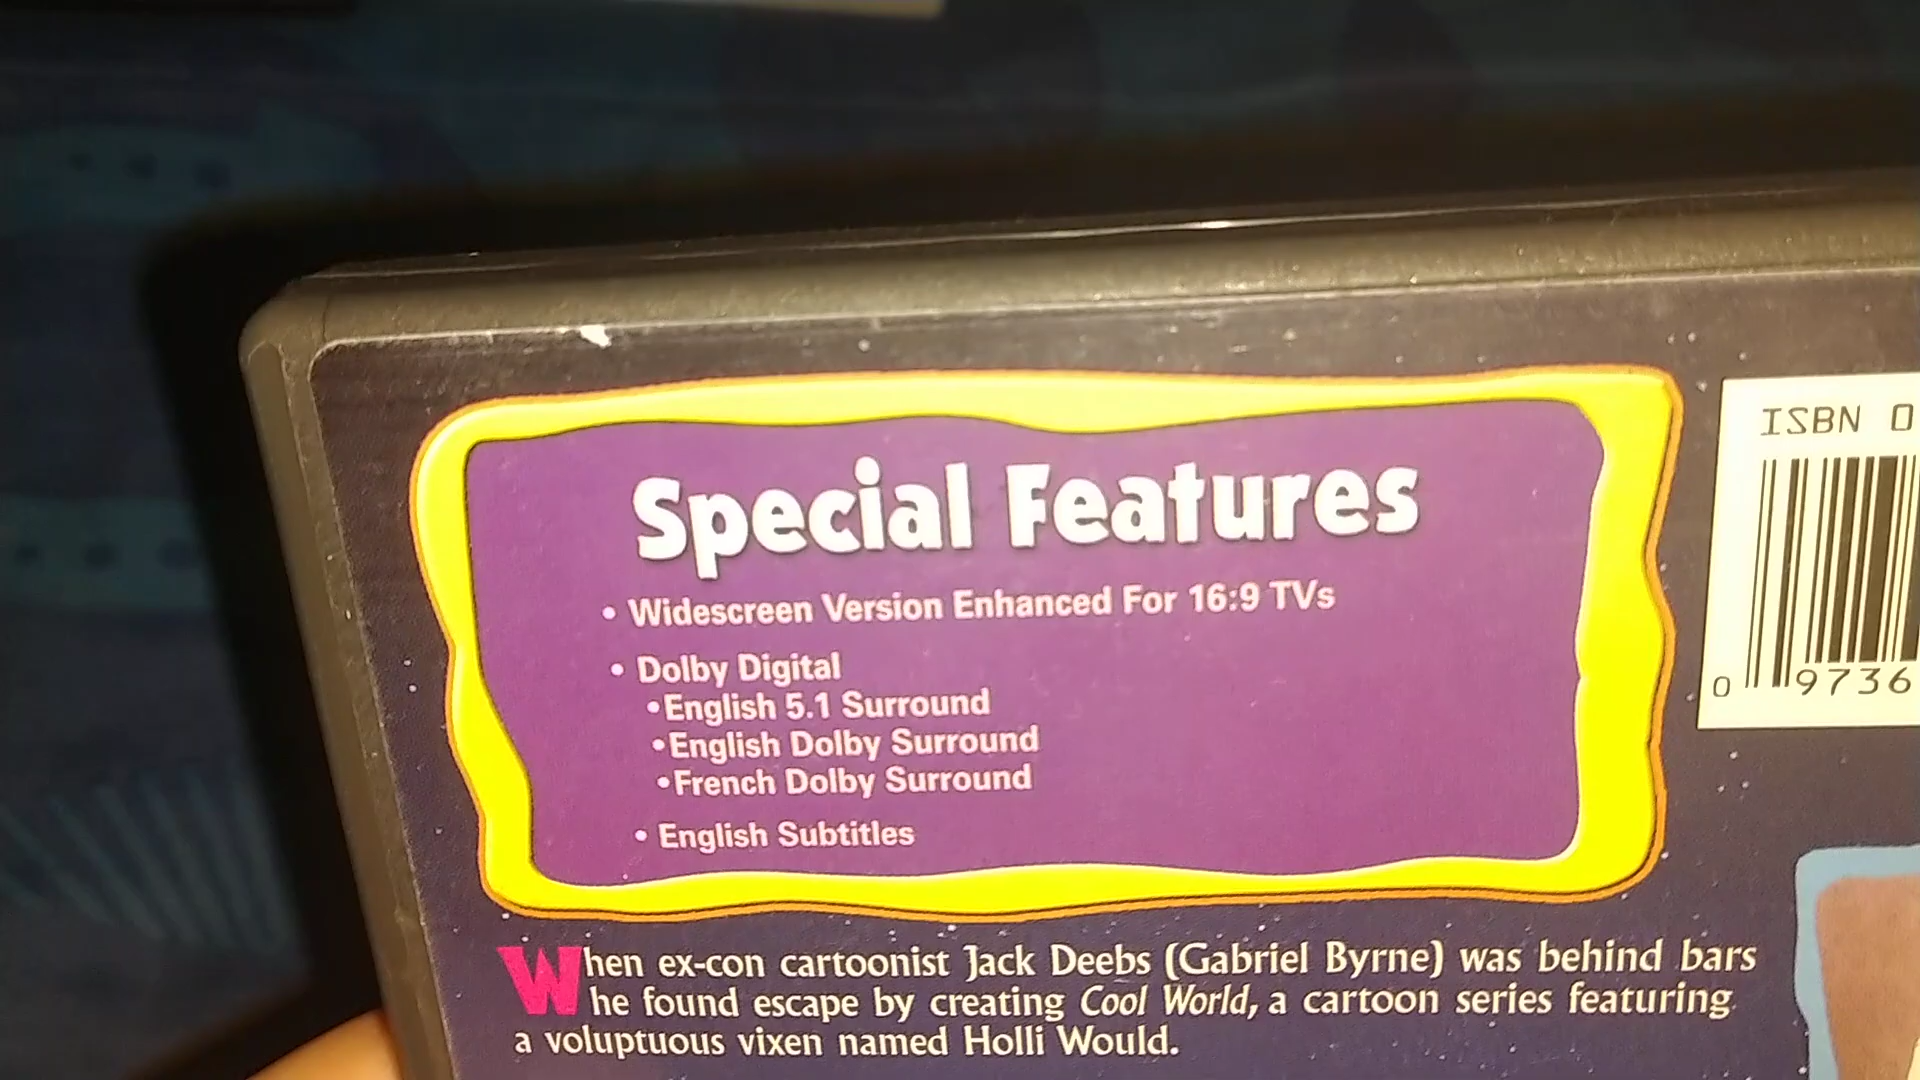 Special Features
• Widescreen Version Enhanced For 16:9 TVs
• Dolby Digital
•English 5.1 Surround
•English Dolby Surround
•French Dolby Surround
• English Subtitles
ISBN 0
0 9736
When ex-con cartoonist Jack Deebs (Gabriel Byrne) was behind bars
he found escape by creating Cool World, a cartoon series featuring
a voluptuous vixen named Holli Would.